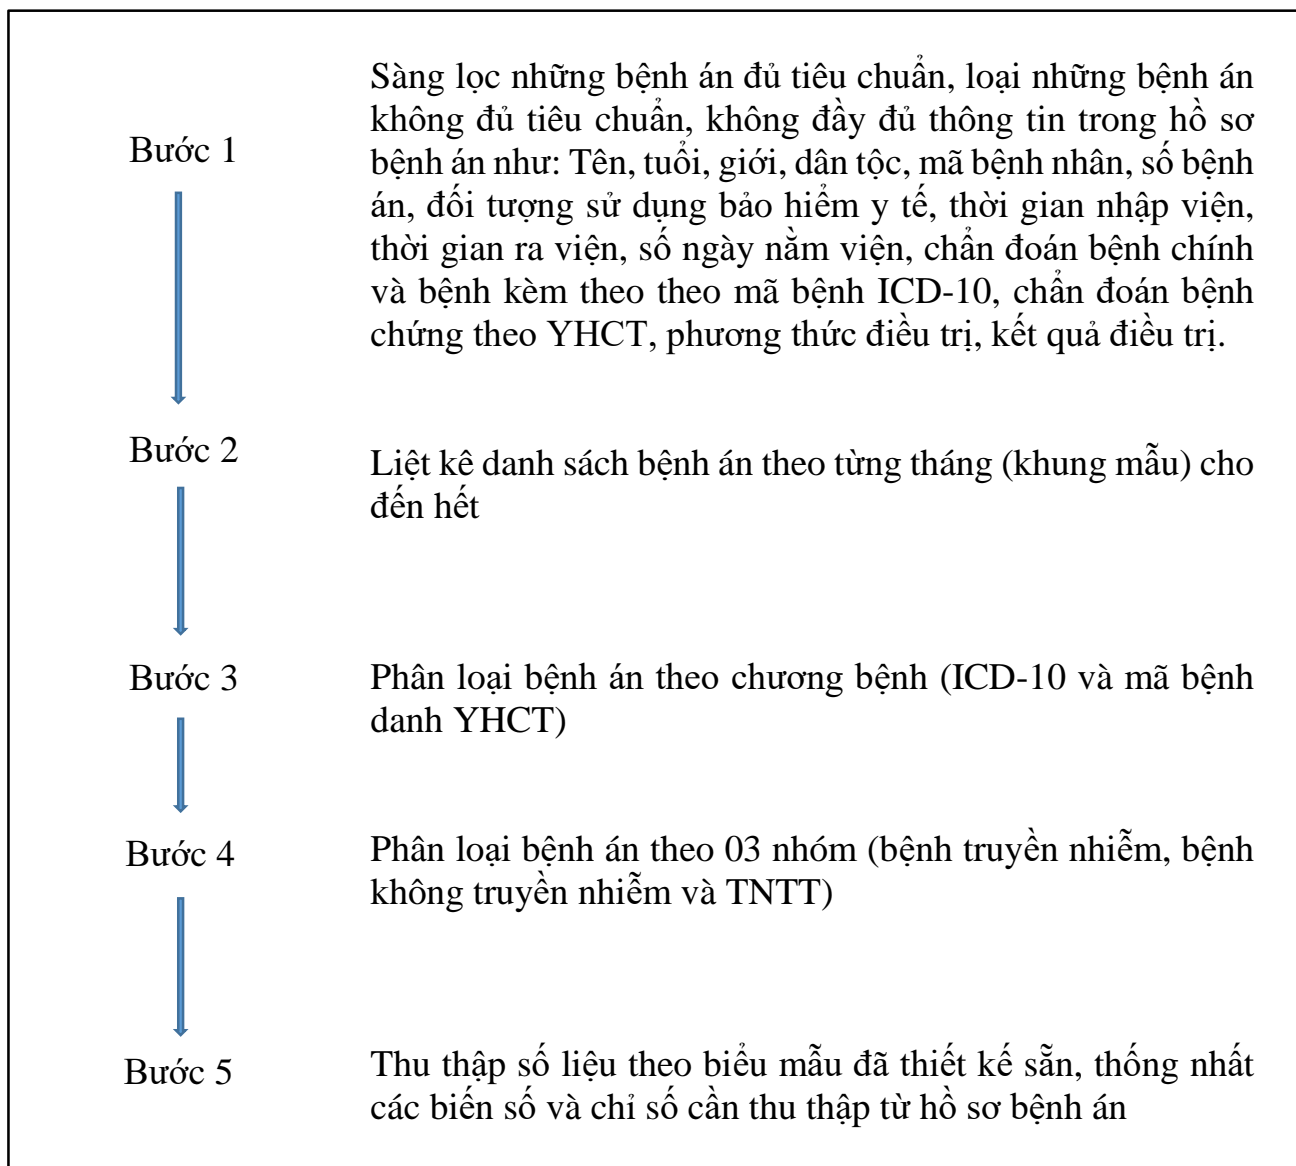 Bước 1
Sàng lọc những bệnh án đủ tiêu chuẩn, loại những bệnh án
không đủ tiêu chuẩn, không đầy đủ thông tin trong hồ sơ
bệnh án như: Tên, tuổi, giới, dân tộc, mã bệnh nhân, số bệnh
án, đối tượng sử dụng bảo hiểm y tế, thời gian nhập viện,
thời gian ra viện, số ngày nằm viện, chẩn đoán bệnh chính
và bệnh kèm theo theo mã bệnh ICD-10, chẩn đoán bệnh
chứng theo YHCT, phương thức điều trị, kết quả điều trị.
Bước 2
Liệt kê danh sách bệnh án theo từng tháng (khung mẫu) cho
đến hết
Bước 3
Phân loại bệnh án theo chương bệnh (ICD-10 và mã bệnh
danh YHCT)
Bước 4
Phân loại bệnh án theo 03 nhóm (bệnh truyền nhiễm, bệnh
không truyền nhiễm và TNTT)
Bước 5
Thu thập số liệu theo biểu mẫu đã thiết kế sẵn, thống nhất
các biến số và chỉ số cần thu thập từ hồ sơ bệnh án